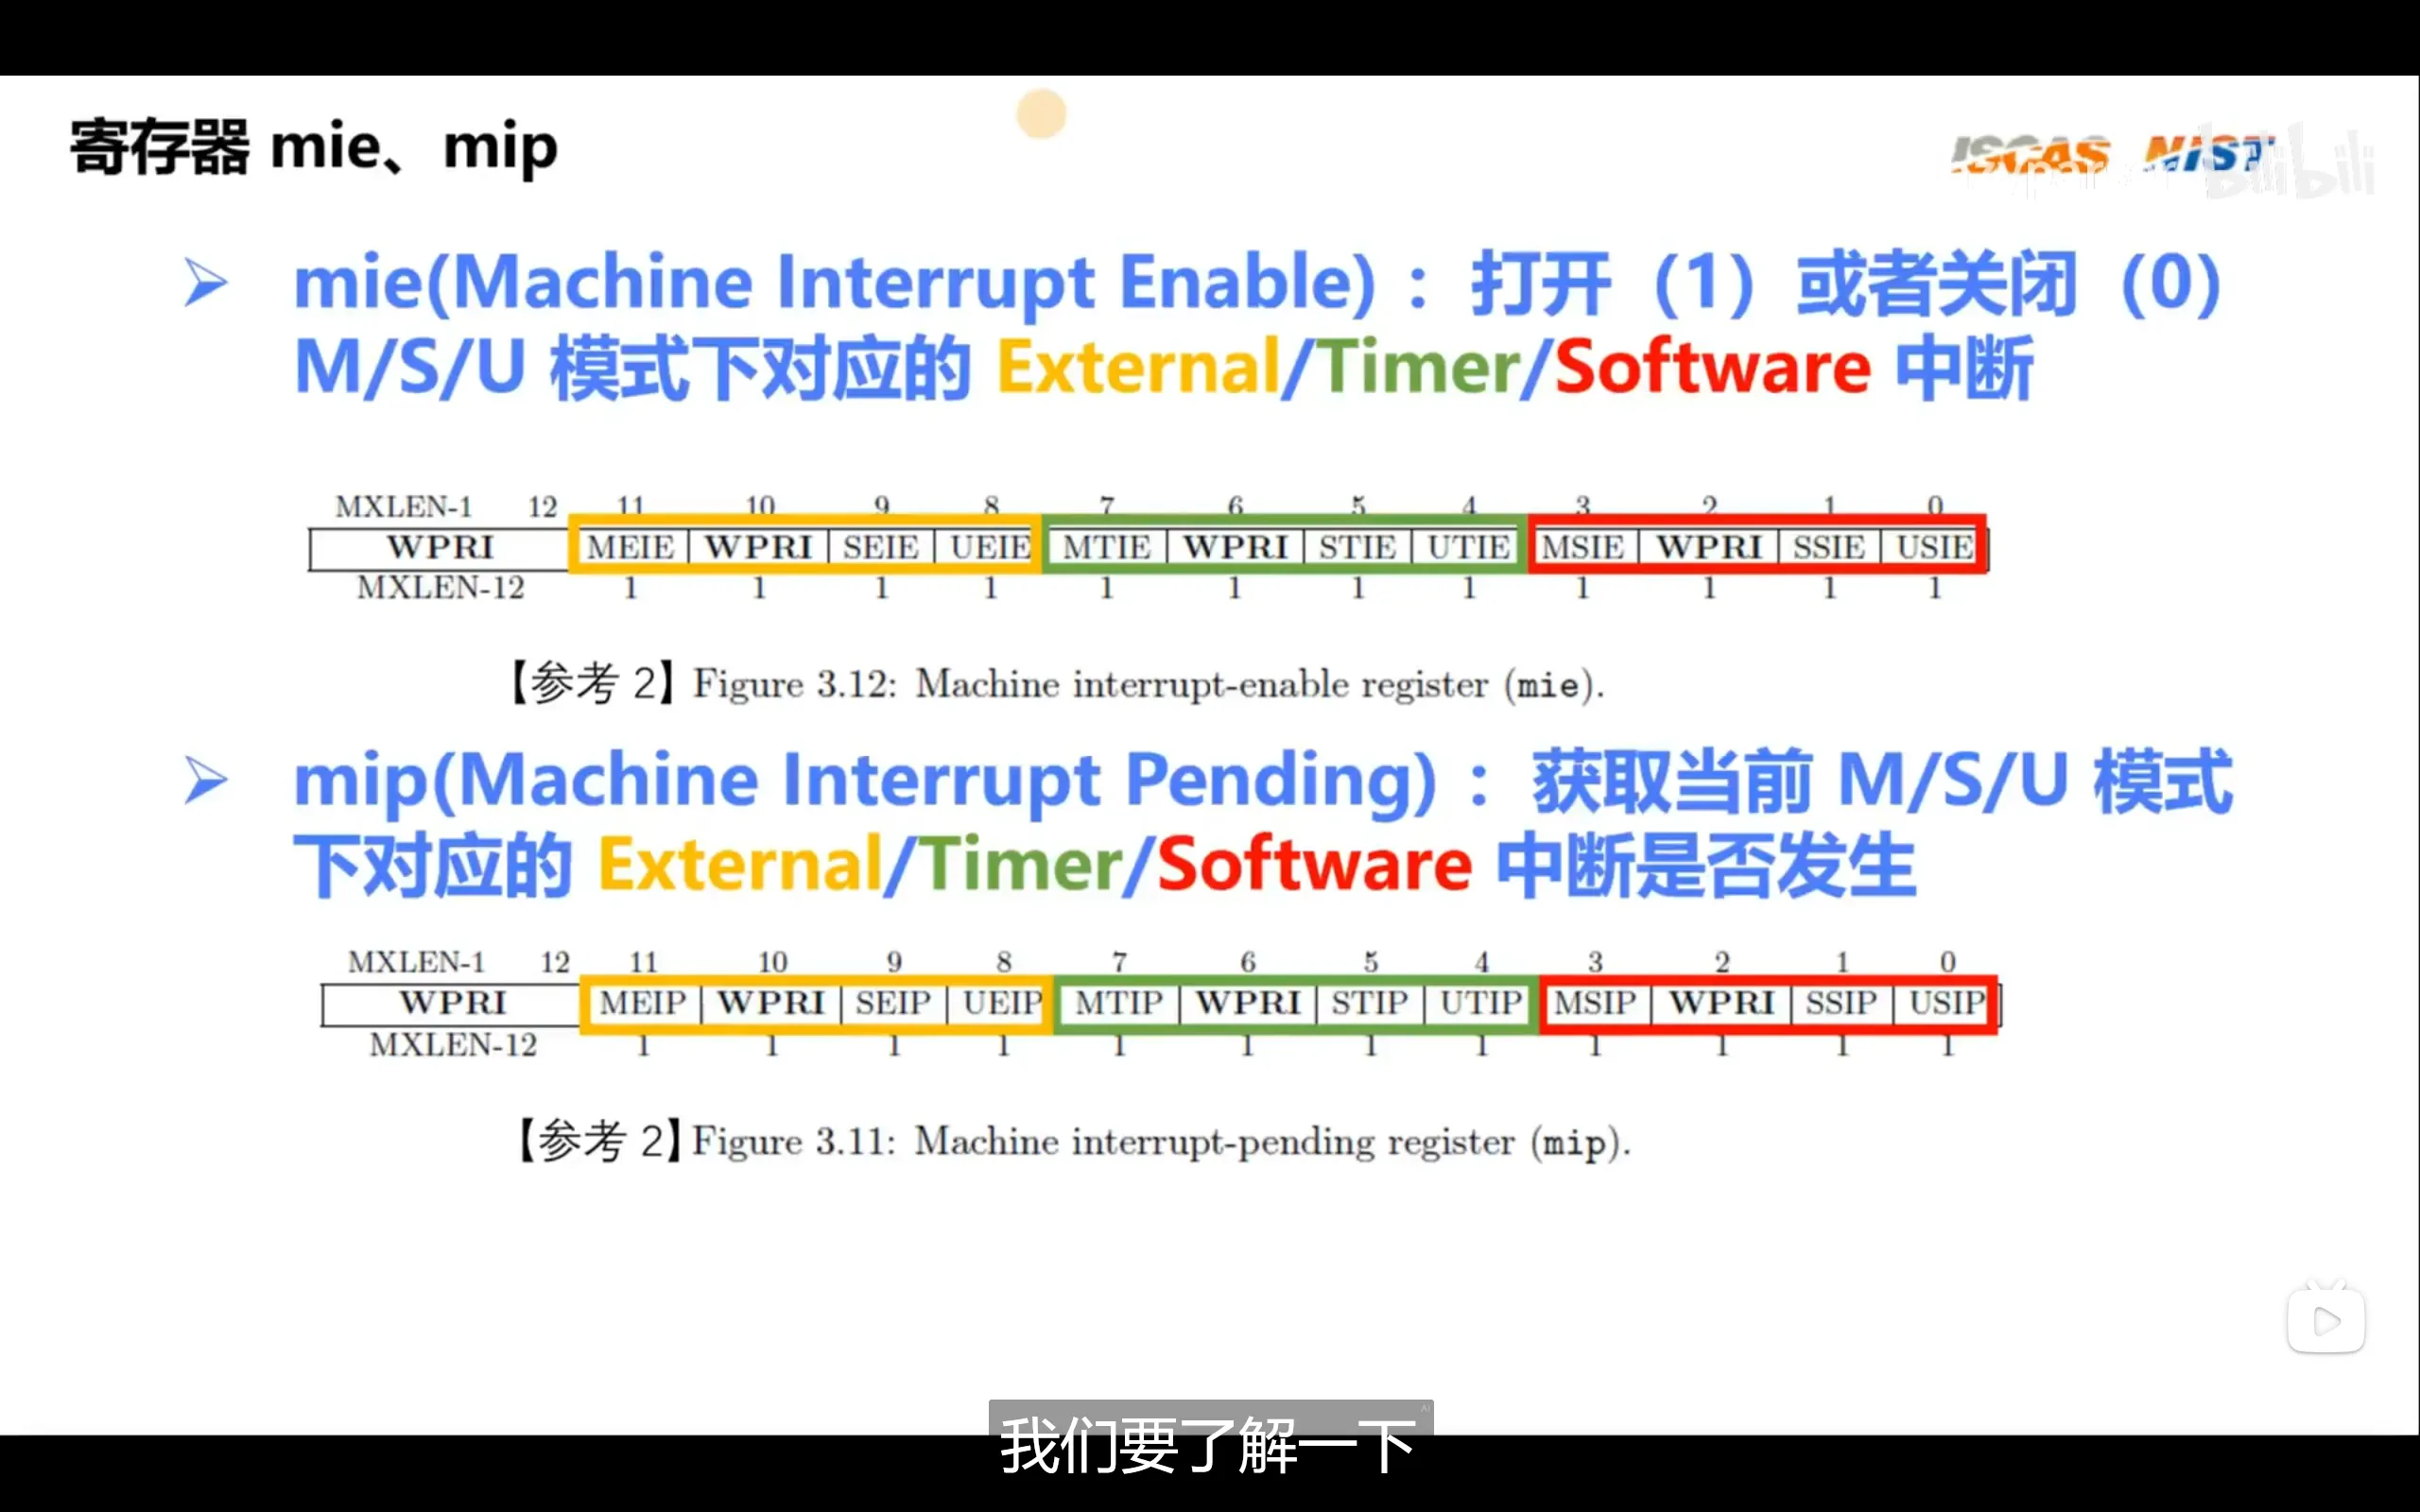 寄存器 mie、mip
ISCAS NIST
bilibili
➢ mie(Machine Interrupt Enable) ：打开（1）或者关闭（0）
M/S/U 模式下对应的 External/Timer/Software 中断
MXLEN-1 12 11 10 9 8 7 6 5 4 3 2 1 0
WPRI MEIE WPRI SEIE UEIE MTIE WPRI STIE UTIE MSIE WPRI SSIE USIE
MXLEN-12 1 1 1 1 1 1 1 1 1 1 1 1
【参考 2】Figure 3.12: Machine interrupt-enable register (mie).
➢ mip(Machine Interrupt Pending) ：获取当前 M/S/U 模式
下对应的 External/Timer/Software 中断是否发生
MXLEN-1 12 11 10 9 8 7 6 5 4 3 2 1 0
WPRI MEIP WPRI SEIP UEIP MTIP WPRI STIP UTIP MSIP WPRI SSIP USIP
MXLEN-12 1 1 1 1 1 1 1 1 1 1 1 1
【参考 2】Figure 3.11: Machine interrupt-pending register (mip).
AI
我们要了解一下